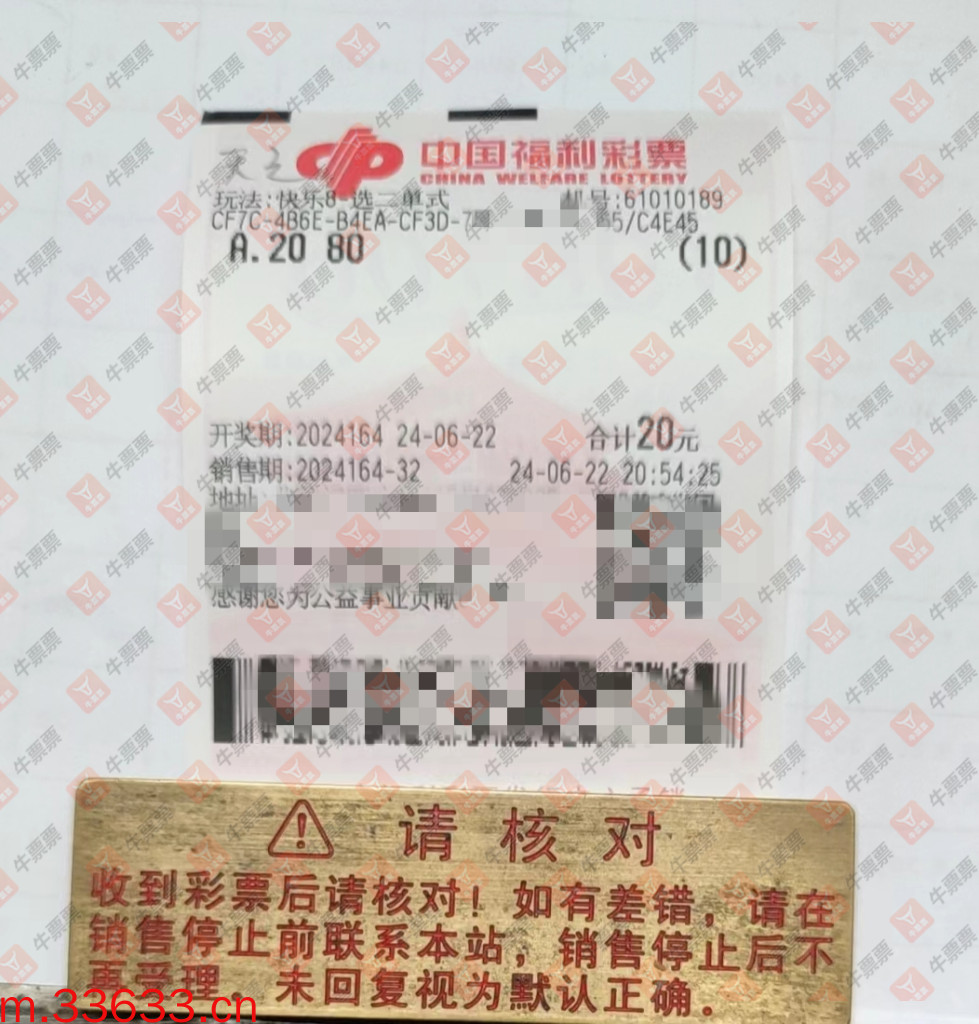 中国福利彩票
CHINA WELFARE LOTTERY
玩法:快乐8-选二单式 机号:61010189
CF7C-4B6E-B4EA-CF3D-7 5/C4E45
A.20 80 (10)
开奖期:2024164 24-06-22 合计20元
销售期:2024164-32 24-06-22 20:54:25
地址
感谢您为公益事业贡献
请核对
收到彩票后请核对！如有差错，请在
销售停止前联系本站，销售停止后不
再受理 未回复视为默认正确。
m.33633.cn
牛票票